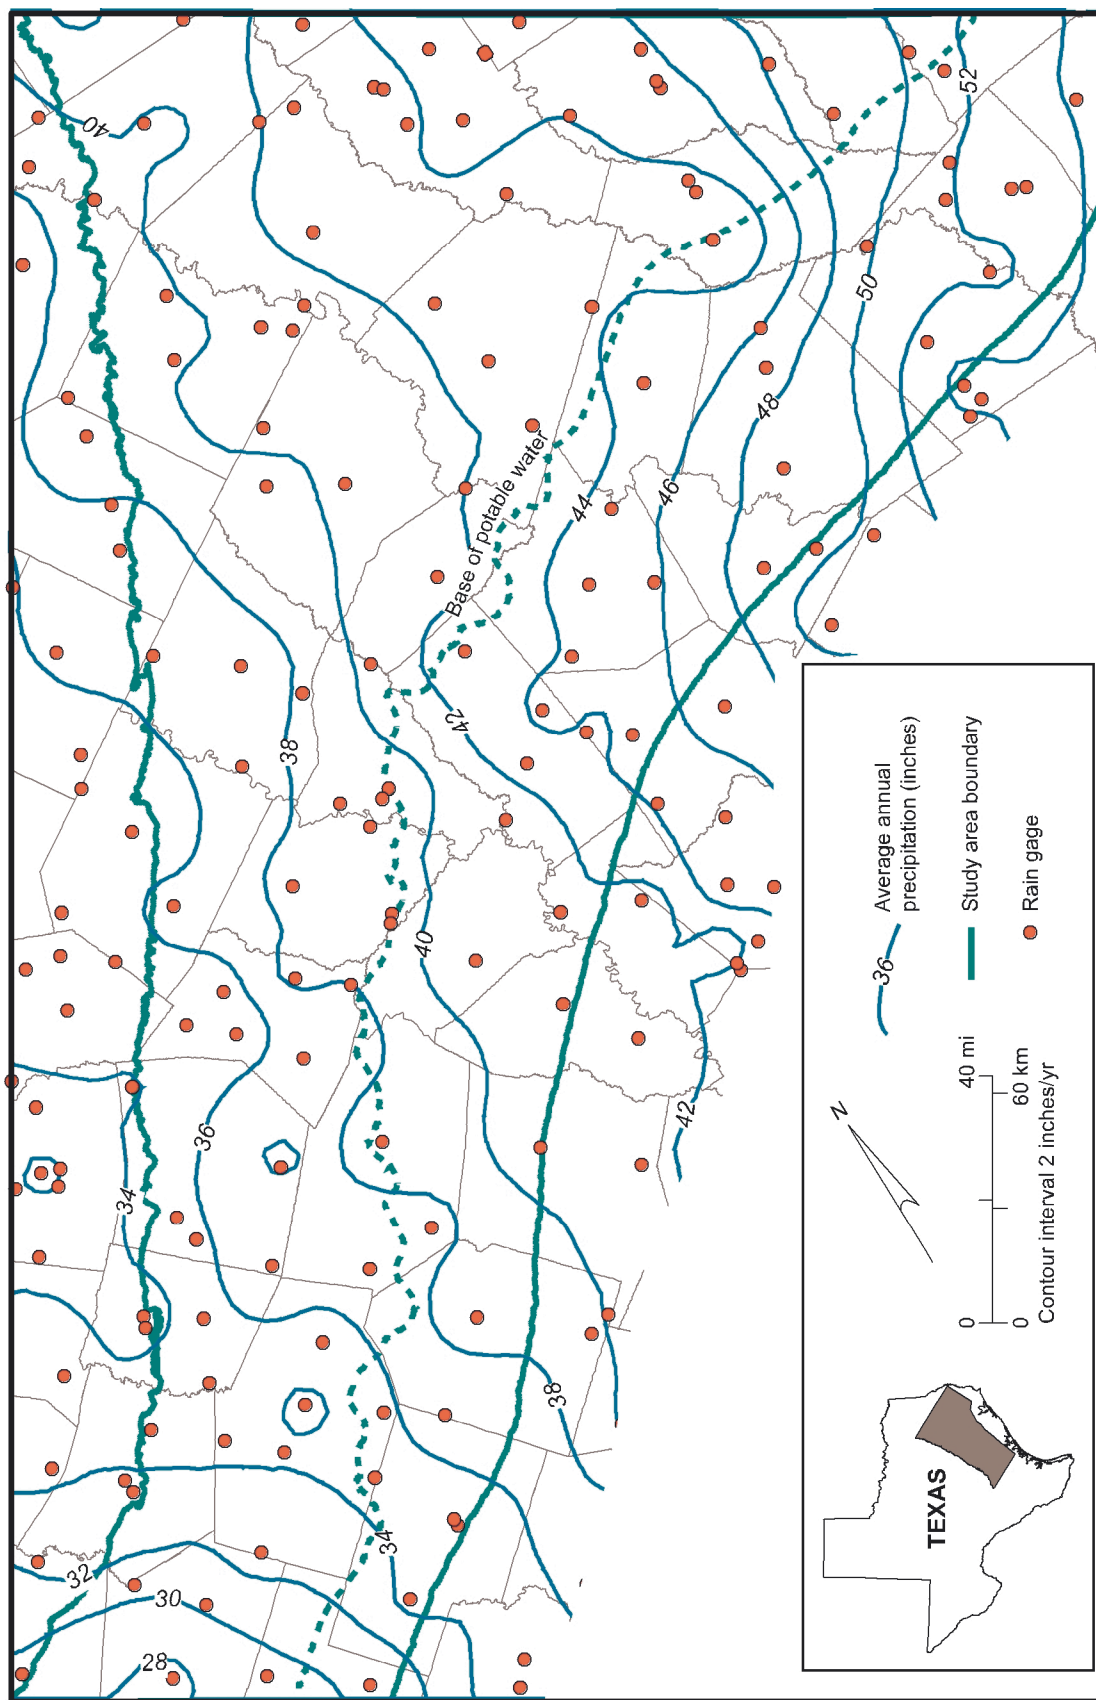 40
52
50
48
46
44
Base of potable water
42
38
40
36
42
34
38
34
32
30
28
36
Average annual
precipitation (inches)
Study area boundary
Rain gage
N
0
40 mi
0
60 km
Contour interval 2 inches/yr
TEXAS